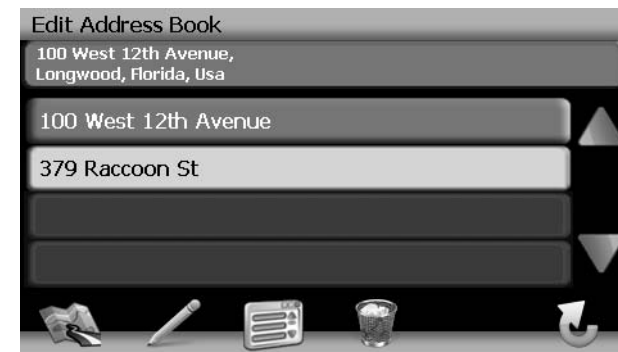 Edit Address Book
100 West 12th Avenue,
Longwood, Florida, Usa
100 West 12th Avenue
379 Raccoon St